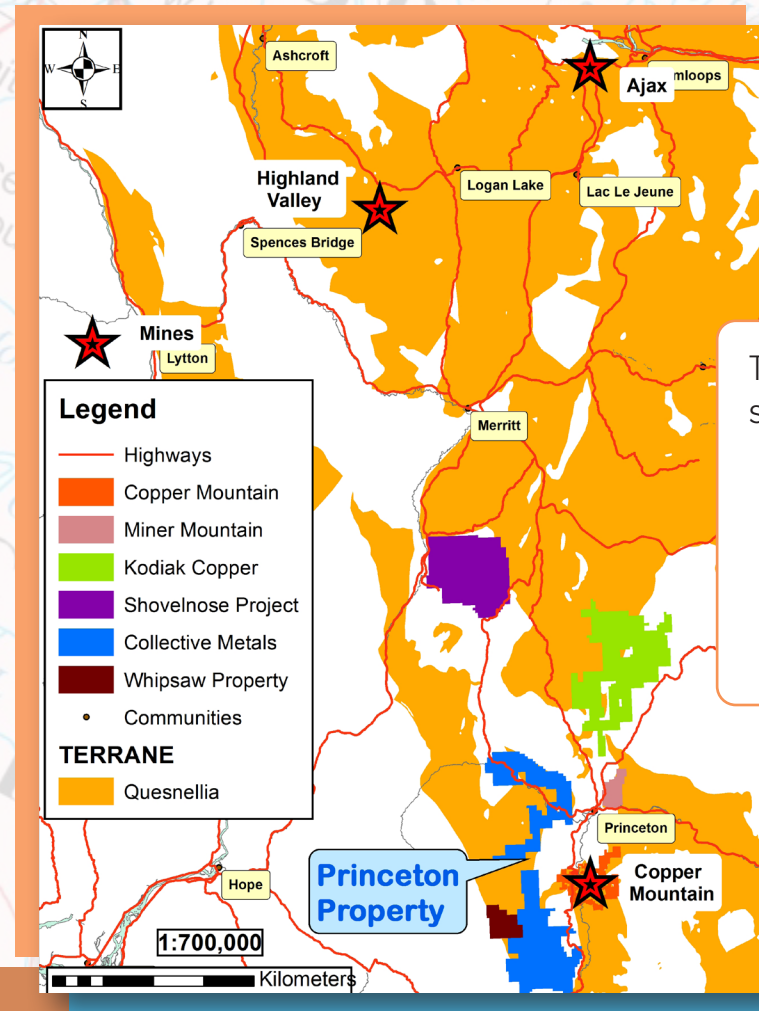 N
W E
S
Ashcroft
Ajax
mloops
Highland
Valley
Logan Lake
Lac Le Jeune
Spences Bridge
Mines
Lytton
Merritt
Legend
Highways
Copper Mountain
Miner Mountain
Kodiak Copper
Shovelnose Project
Collective Metals
Whipsaw Property
Communities
TERRANE
Quesnellia
Princeton
Hope
Princeton
Property
Copper
Mountain
1:700,000
Kilometers
T
s